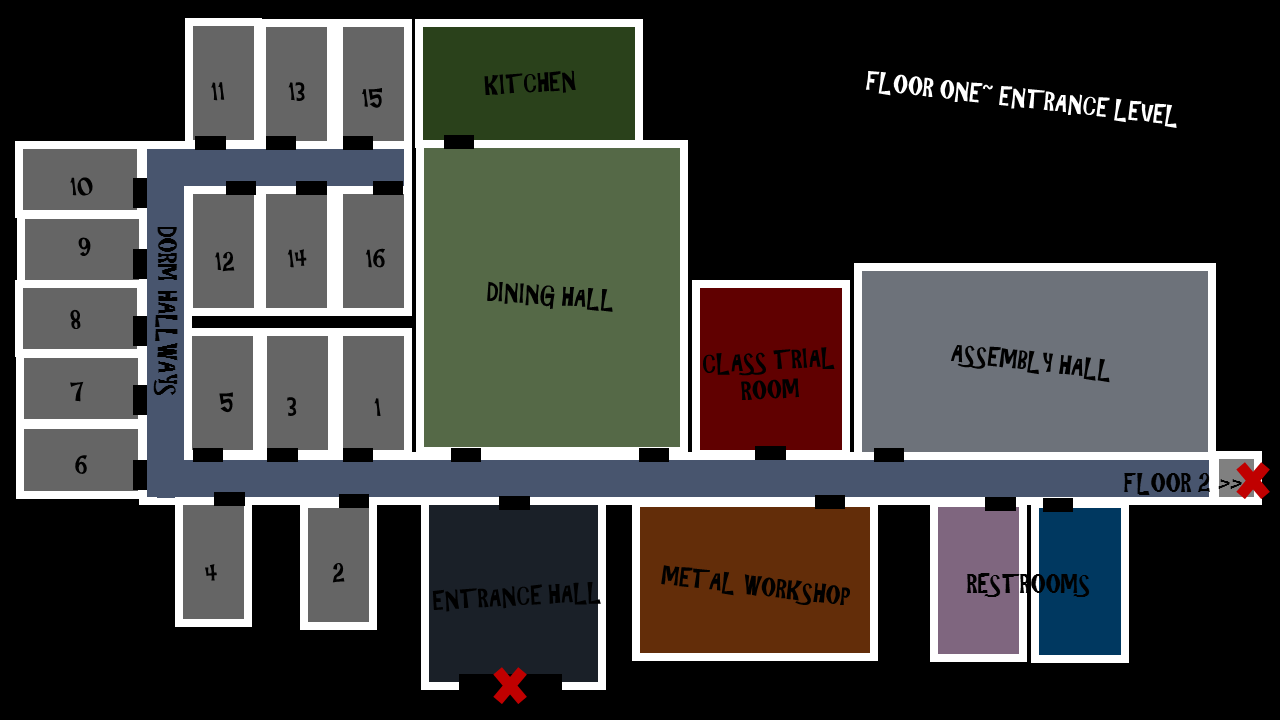 FLOOR ONE~ ENTRANCE LEVEL
11
13
15
KITCHEN
10
9
8
7
6
DORM HALLWAYS
12
14
16
DINING HALL
CLASS TRIAL
ROOM
ASSEMBLY HALL
5
3
1
FLOOR 2 >>
4
2
ENTRANCE HALL
METAL WORKSHOP
RESTROOMS